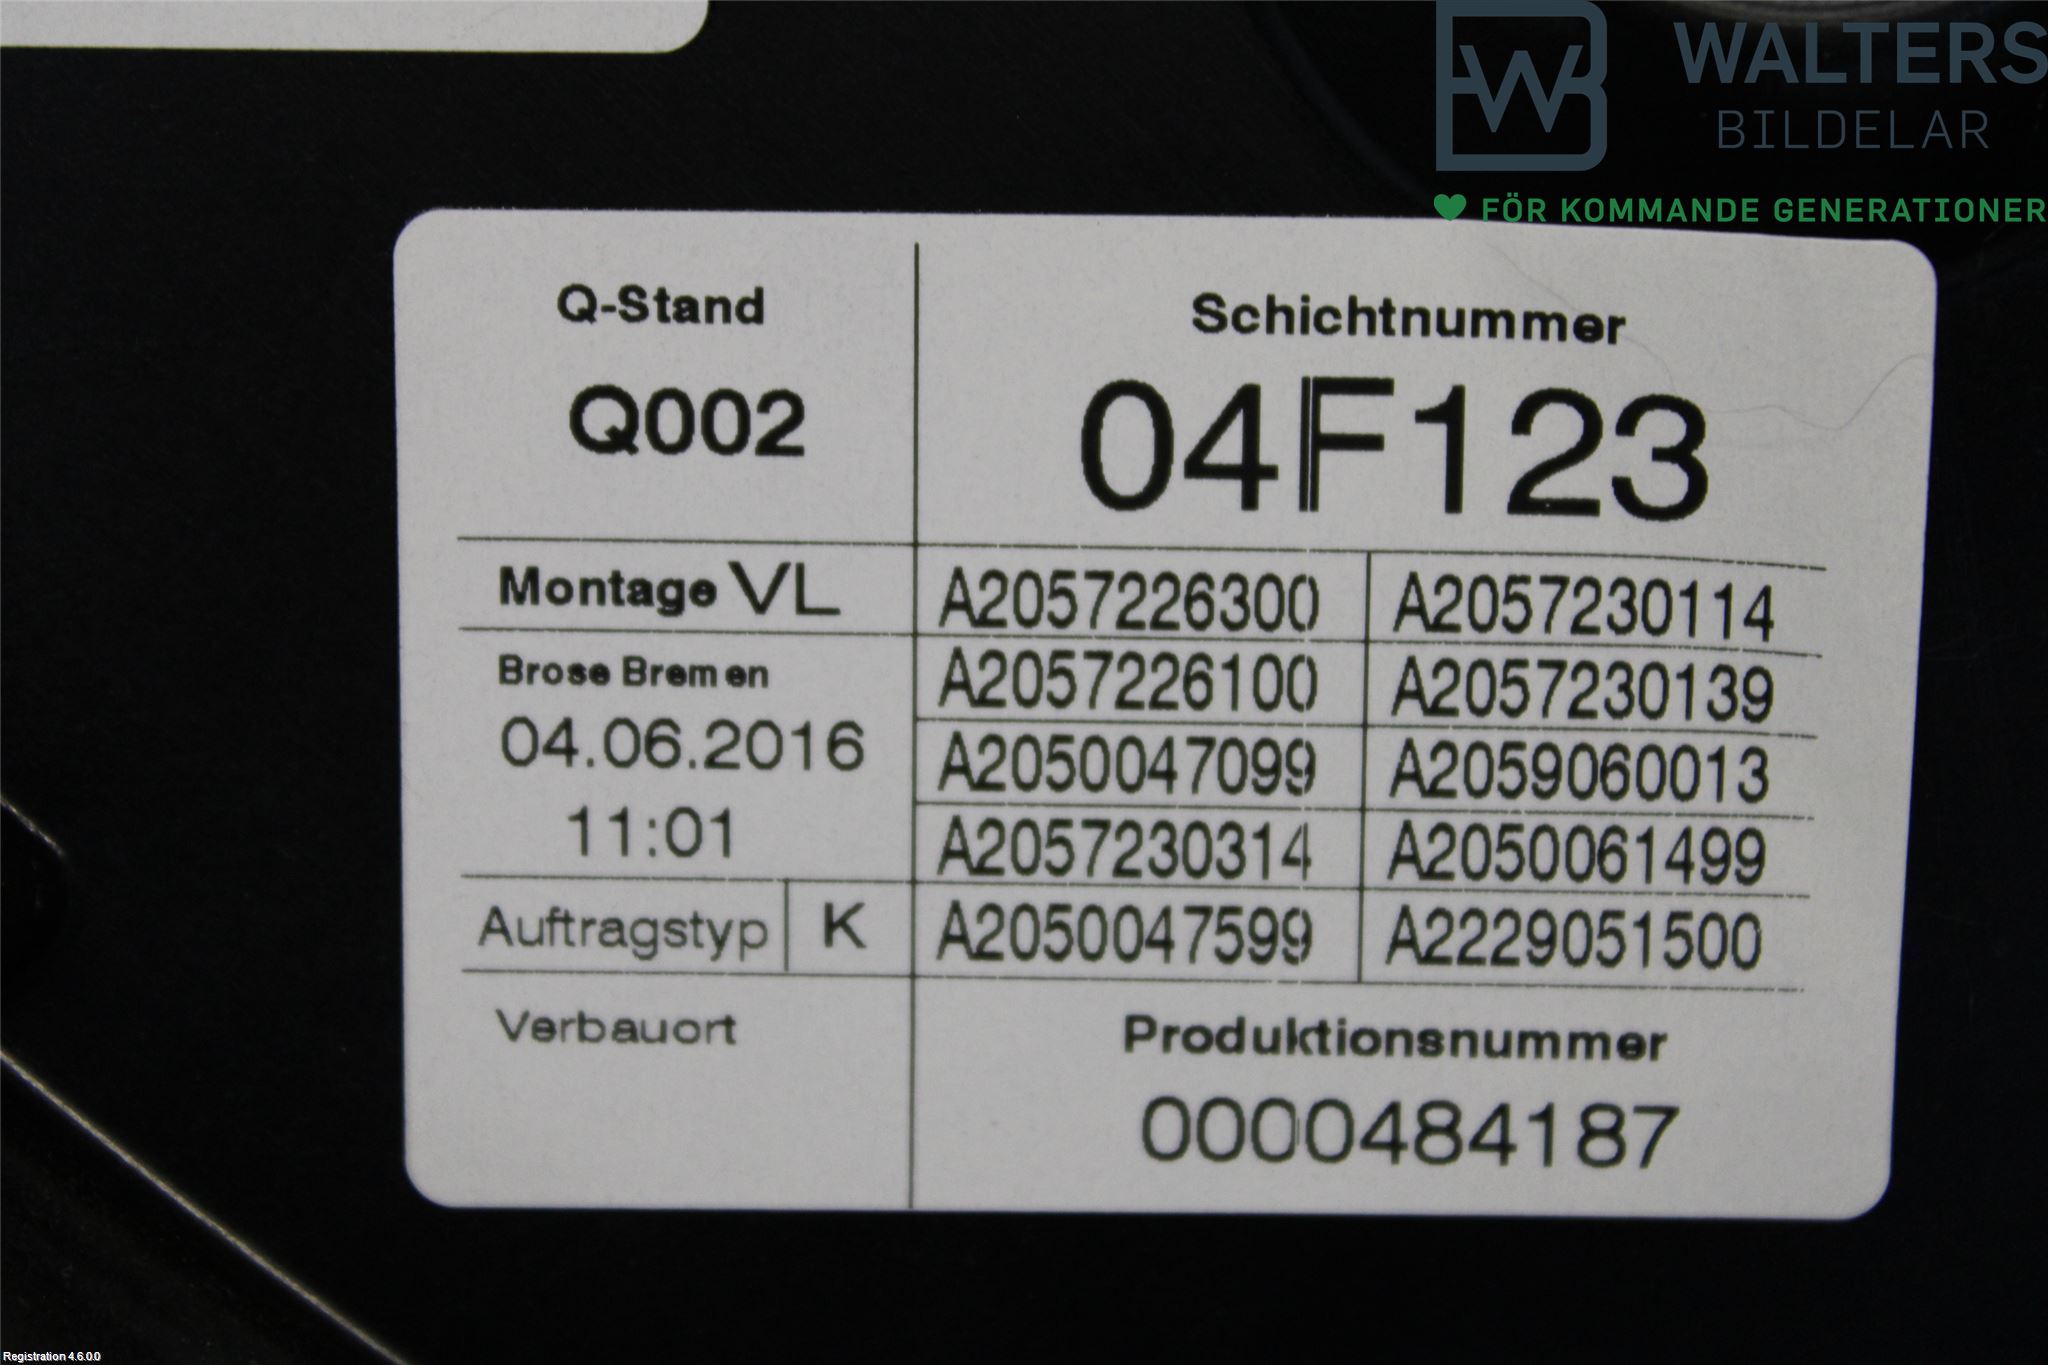 WALTERS
BILDELAR
FÖR KOMMANDE GENERATIONER
Q-Stand
Q002
Schichtnummer
04F123
Montage VL
Brose Bremen
04.06.2016
11:01
Auftragstyp K
Verbauort
A2057226300 A2057230114
A2057226100 A2057230139
A2050047099 A2059060013
A2057230314 A2050061499
A2050047599 A2229051500
Produktionsnummer
0000484187
Registration 4.6.0.0